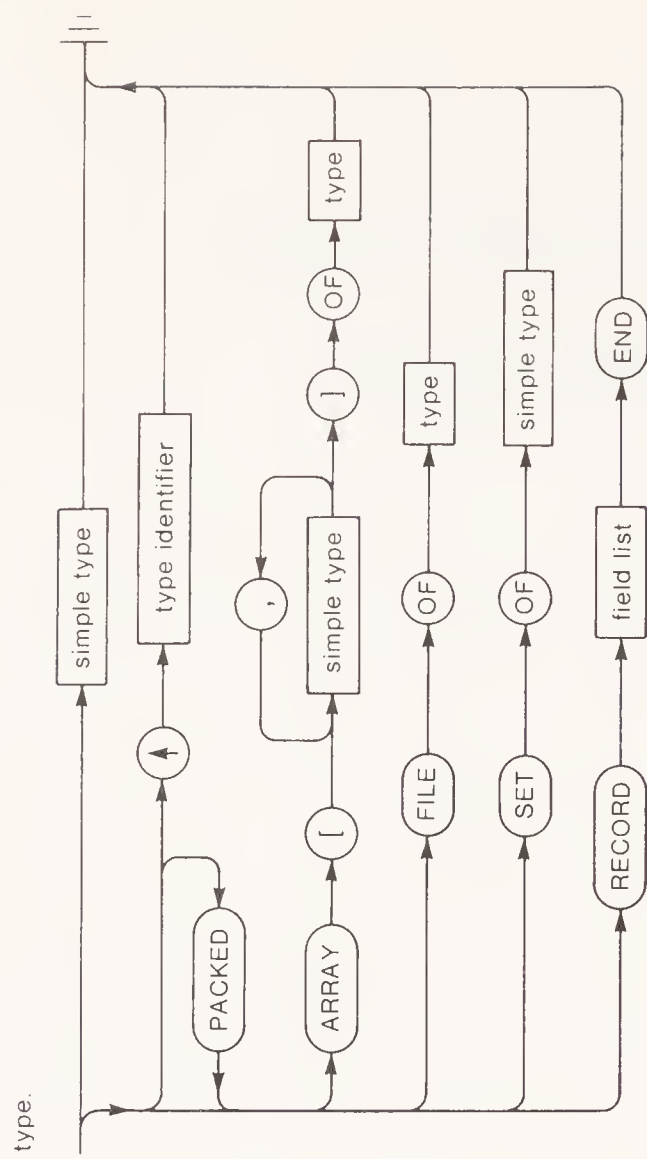 type.
simple type
↑ type identifier
PACKED
,
ARRAY [ simple type ] OF type
FILE OF type
SET OF simple type
RECORD field list END